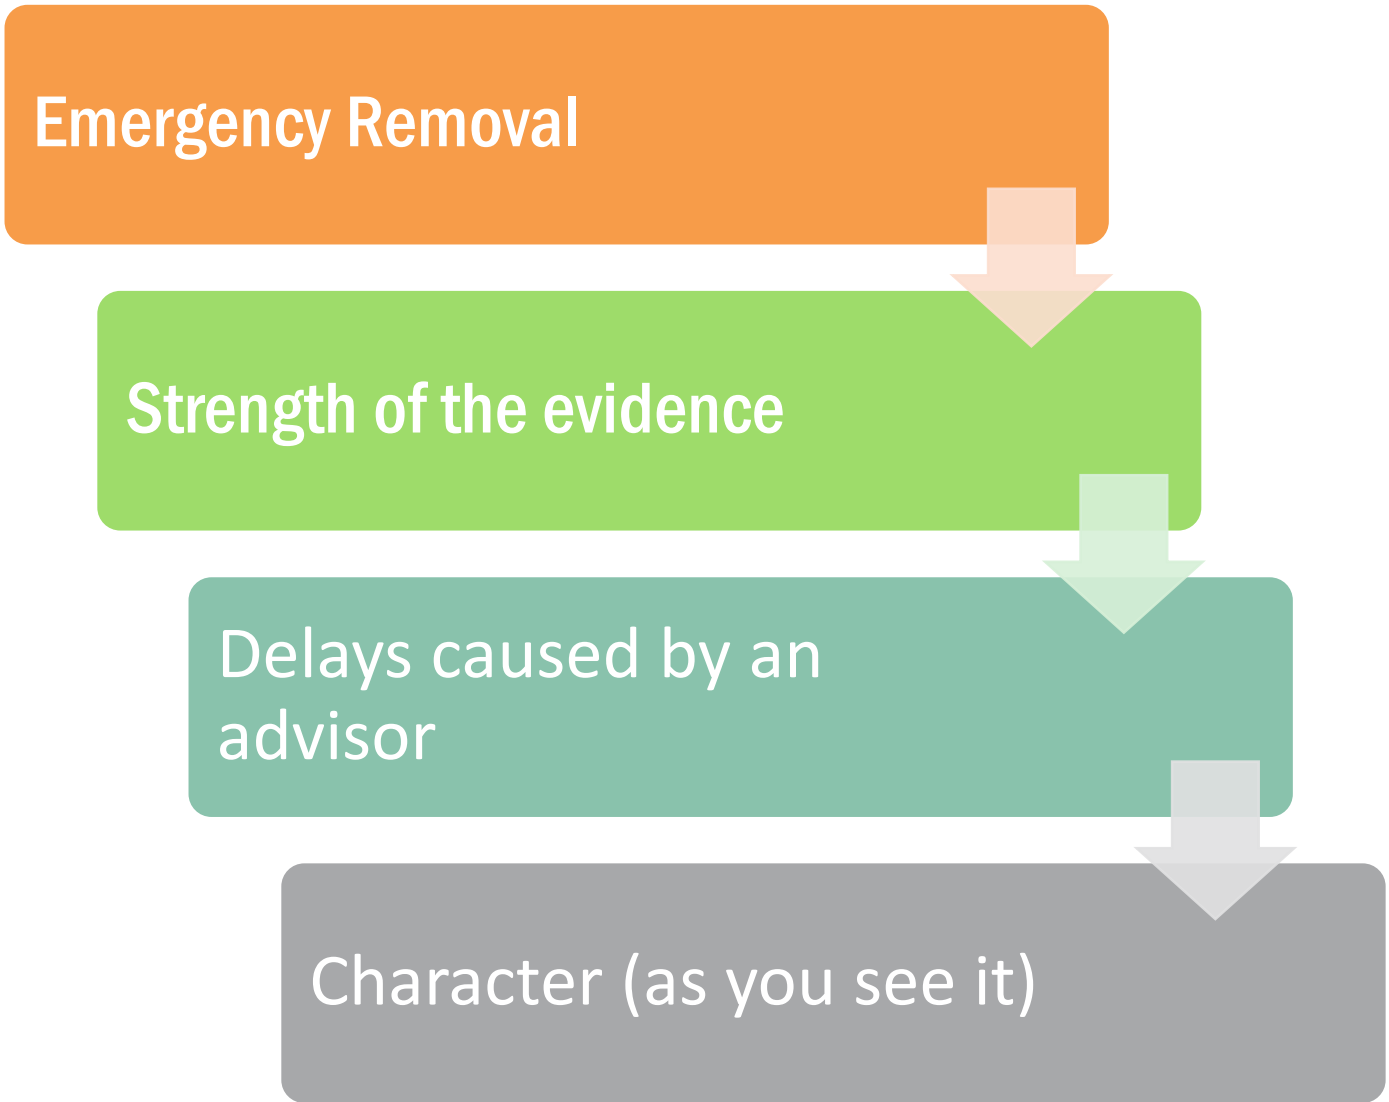 Emergency Removal
Strength of the evidence
Delays caused by an
advisor
Character (as you see it)